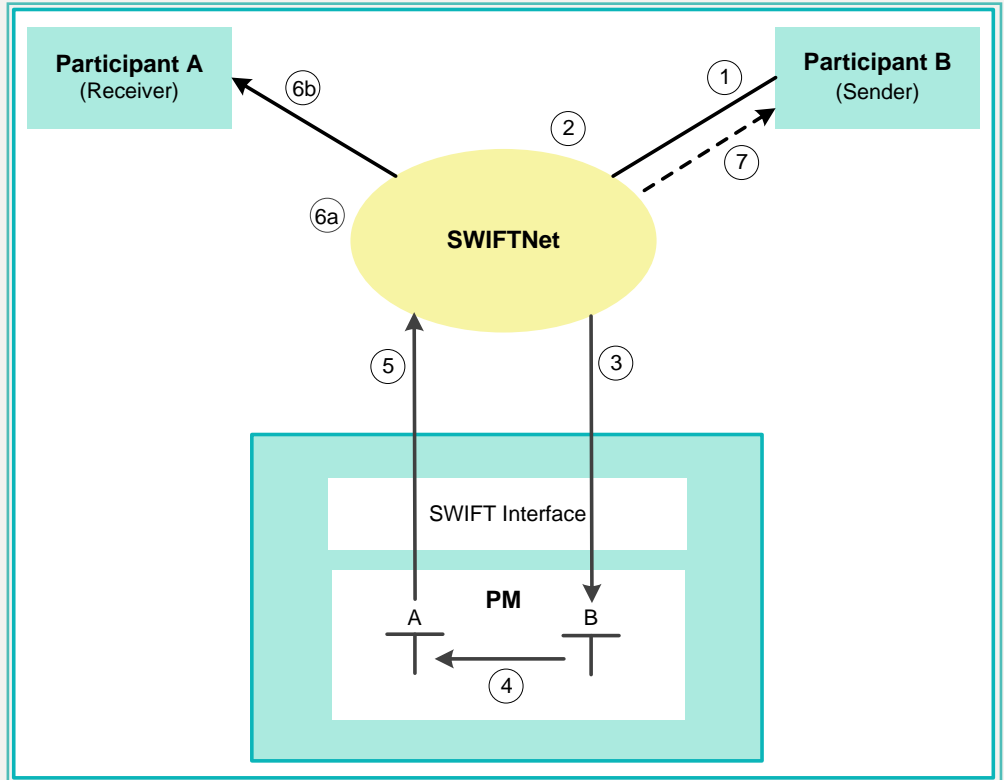 Participant A
(Receiver)
Participant B
(Sender)
1
6b
2
7
6a
SWIFTNet
5
3
SWIFT Interface
PM
A
B
4